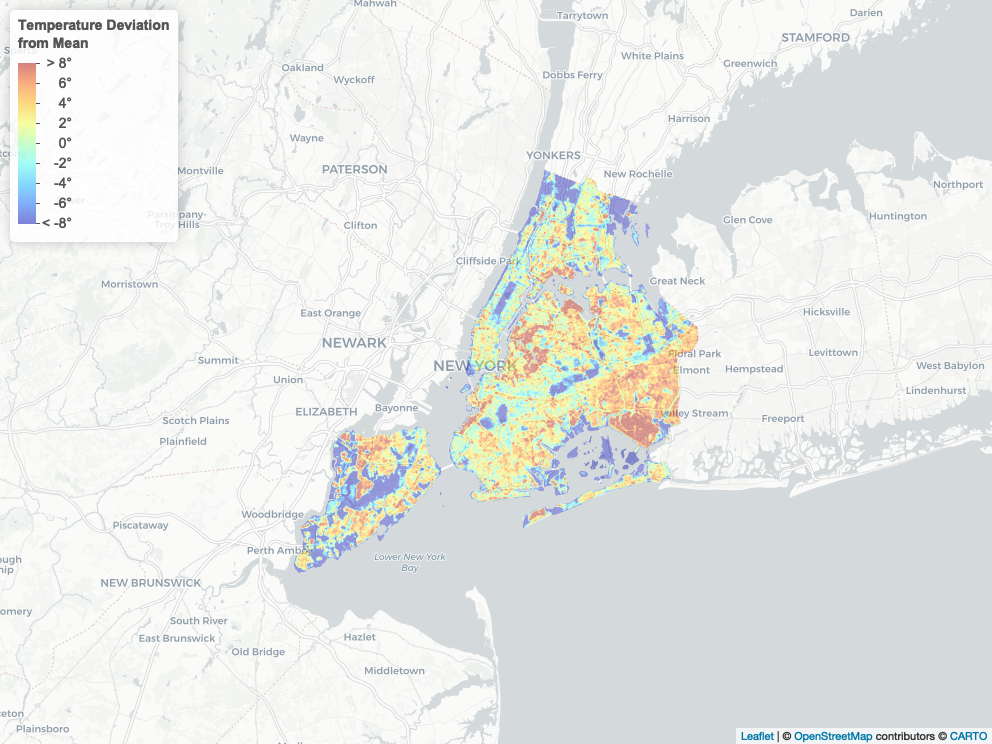 Temperature Deviation
from Mean
> 8°
6°
4°
2°
0°
-2°
-4°
-6°
< -8°
Mahwah
Tarrytown
Darien
STAMFORD
White Plains
Greenwich
Oakland
Wyckoff
Dobbs Ferry
Harrison
Wayne
YONKERS
Montville
PATERSON
New Rochelle
Northport
Parsippany-
Troy Hills
Clifton
Glen Cove
Huntington
Cliffside Park
Morristown
Great Neck
East Orange
Hicksville
NEWARK
Floral Park
Levittown
Summit
NEW YORK
Elmont
Hempstead
West Babylon
Union
Lindenhurst
ELIZABETH
Bayonne
Valley Stream
Freeport
Scotch Plains
Plainfield
Woodbridge
Piscataway
Perth Amboy
Lower New York
Bay
NEW BRUNSWICK
South River
East Brunswick
Hazlet
Old Bridge
Middletown
Plainsboro
Leaflet | © OpenStreetMap contributors © CARTO